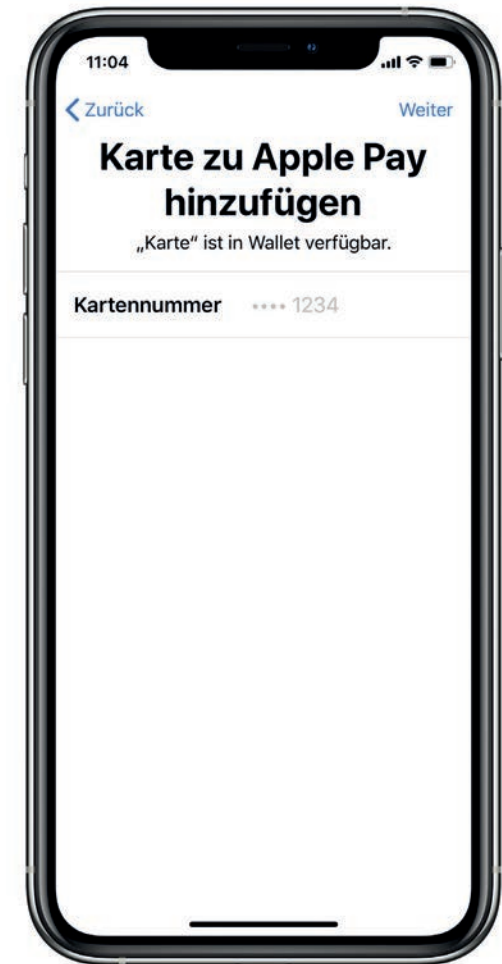 11:04
Zurück
Weiter
Karte zu Apple Pay
hinzufügen
„Karte“ ist in Wallet verfügbar.
Kartennummer •••• 1234